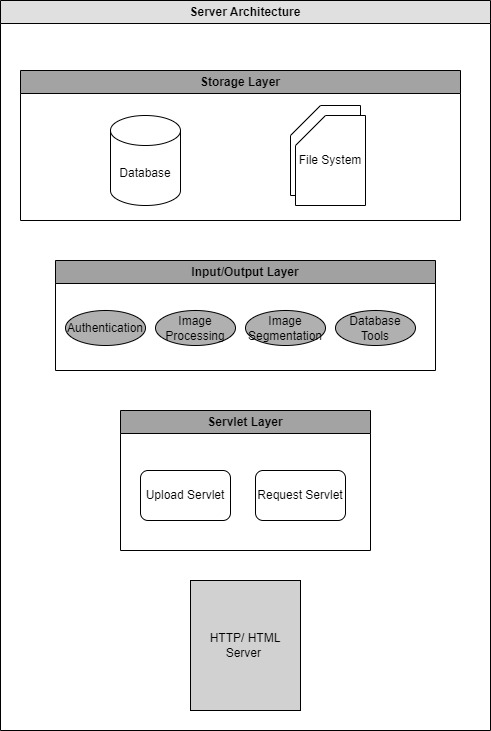 Server Architecture
Storage Layer
Database
File System
Input/Output Layer
Authentication
Image
Processing
Image
Segmentation
Database
Tools
Servlet Layer
Upload Servlet
Request Servlet
HTTP/ HTML
Server